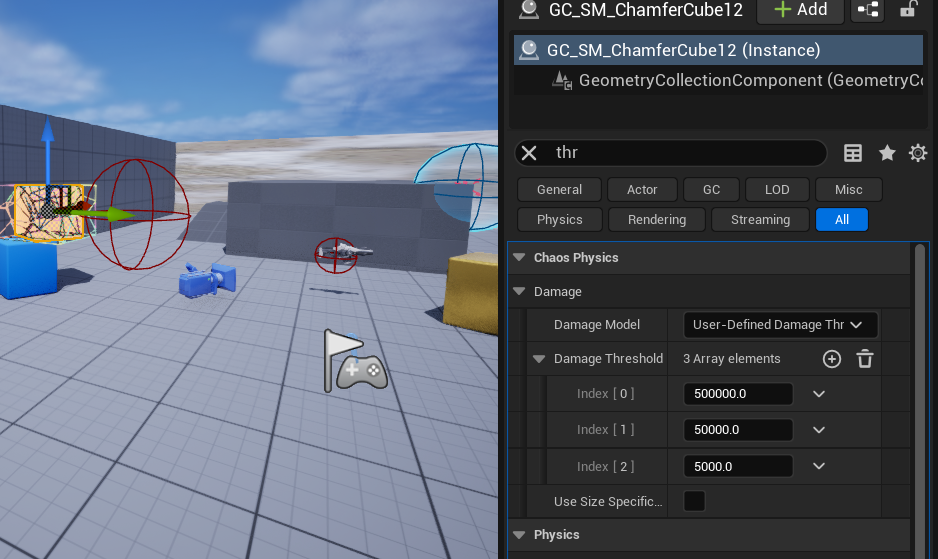 GC_SM_ChamferCube12
Add
GC_SM_ChamferCube12 (Instance)
GeometryCollectionComponent (GeometryCo
thr
General Actor GC LOD Misc
Physics Rendering Streaming All
Chaos Physics
Damage
Damage Model User-Defined Damage Thr
Damage Threshold 3 Array elements
Index [ 0 ] 500000.0
Index [ 1 ] 50000.0
Index [ 2 ] 5000.0
Use Size Specific...
Physics